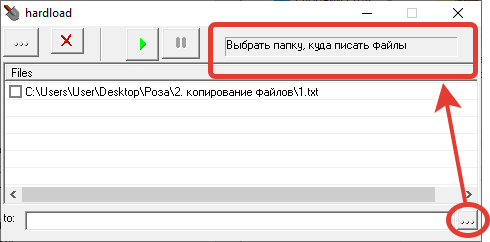 hardload
...
Выбрать папку, куда писать файлы
Files
C:\Users\User\Desktop\Роза\2. копирование файлов\1.txt
to:
...